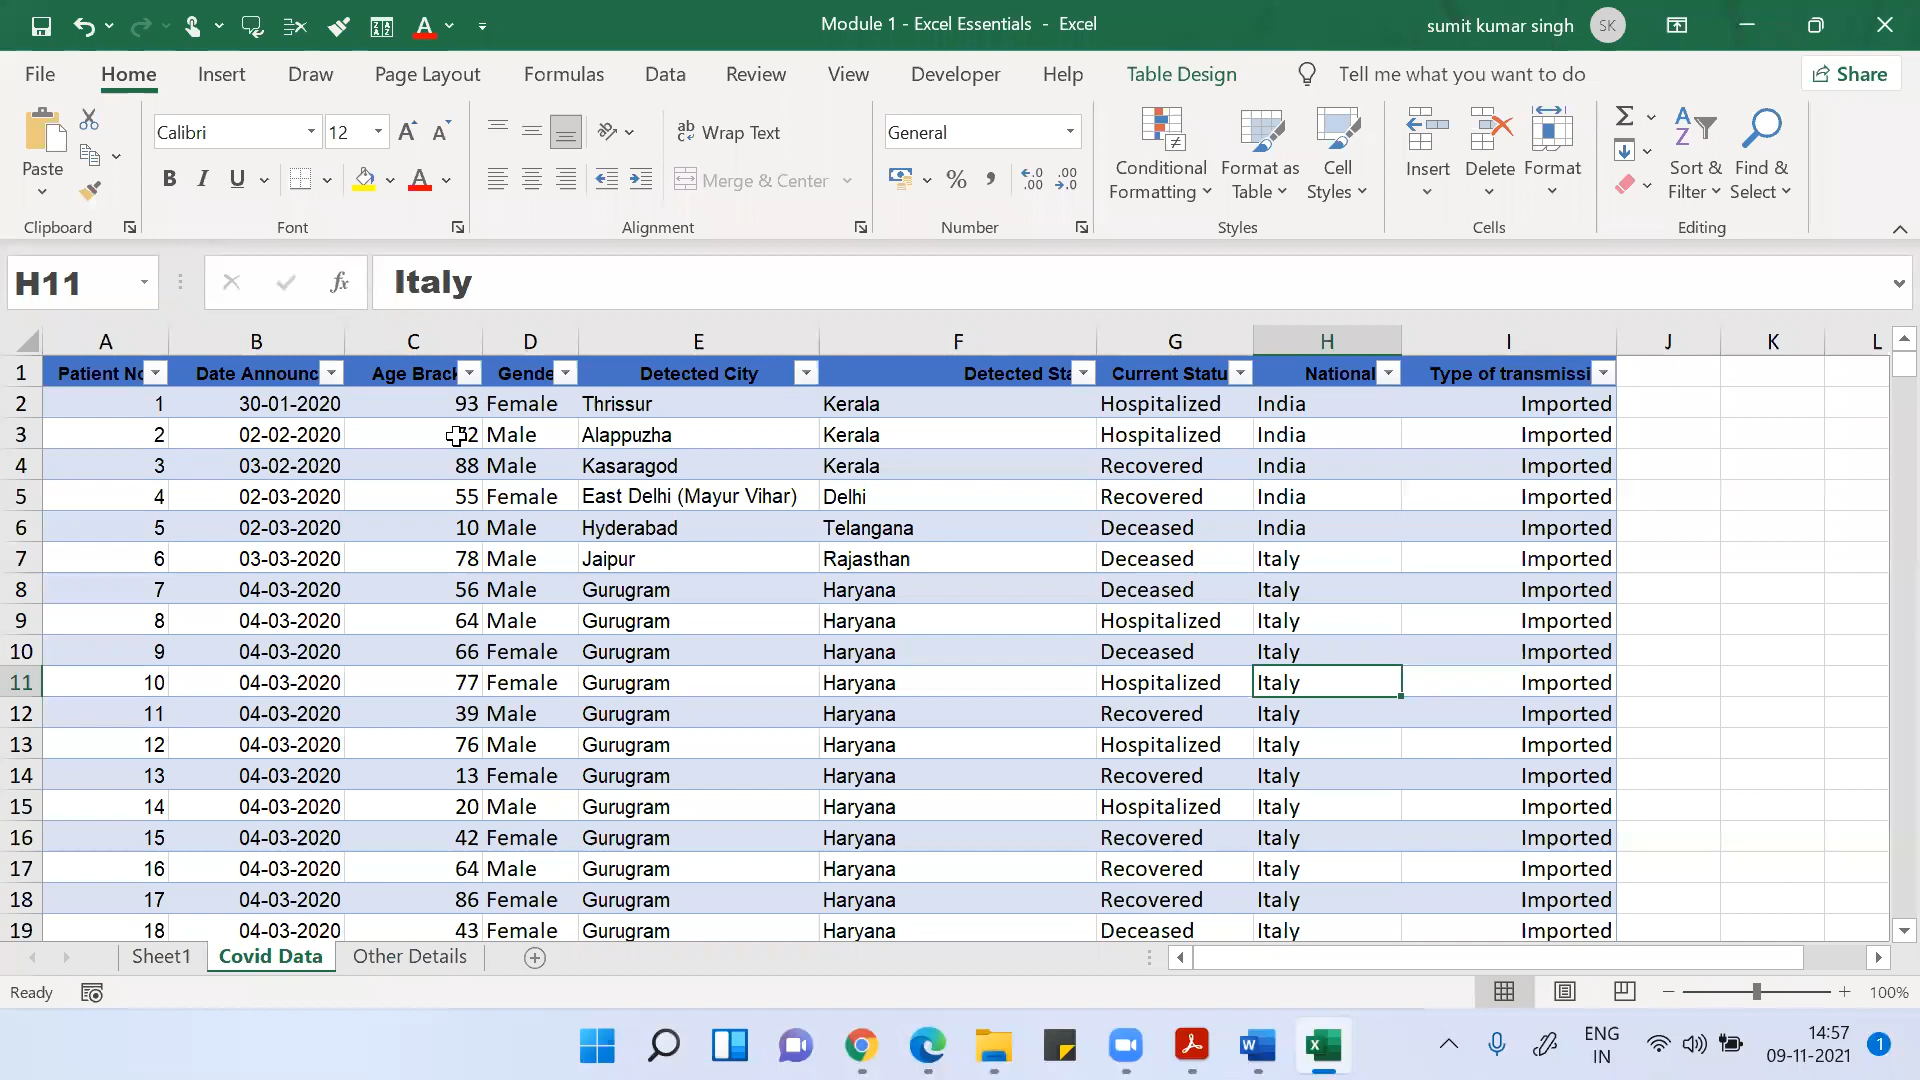 Module 1 - Excel Essentials - Excel
sumit kumar singh SK
File Home Insert Draw Page Layout Formulas Data Review View Developer Help Table Design Tell me what you want to do Share
Paste
Clipboard
Calibri 12
B I U
Font
Wrap Text
Merge & Center
Alignment
General
Number
Conditional Formatting
Format as Table
Cell Styles
Styles
Insert Delete Format
Cells
Sort & Filter
Find & Select
Editing
H11 fx Italy
A B C D E F G H I J K L
1 Patient No Date Announc Age Brack Gende Detected City Detected Sta Current Statu National Type of transmissi
2 1 30-01-2020 93 Female Thrissur Kerala Hospitalized India Imported
3 2 02-02-2020 2 Male Alappuzha Kerala Hospitalized India Imported
4 3 03-02-2020 88 Male Kasaragod Kerala Recovered India Imported
5 4 02-03-2020 55 Female East Delhi (Mayur Vihar) Delhi Recovered India Imported
6 5 02-03-2020 10 Male Hyderabad Telangana Deceased India Imported
7 6 03-03-2020 78 Male Jaipur Rajasthan Deceased Italy Imported
8 7 04-03-2020 56 Male Gurugram Haryana Deceased Italy Imported
9 8 04-03-2020 64 Male Gurugram Haryana Hospitalized Italy Imported
10 9 04-03-2020 66 Female Gurugram Haryana Deceased Italy Imported
11 10 04-03-2020 77 Female Gurugram Haryana Hospitalized Italy Imported
12 11 04-03-2020 39 Male Gurugram Haryana Recovered Italy Imported
13 12 04-03-2020 76 Male Gurugram Haryana Hospitalized Italy Imported
14 13 04-03-2020 13 Female Gurugram Haryana Recovered Italy Imported
15 14 04-03-2020 20 Male Gurugram Haryana Hospitalized Italy Imported
16 15 04-03-2020 42 Female Gurugram Haryana Recovered Italy Imported
17 16 04-03-2020 64 Male Gurugram Haryana Recovered Italy Imported
18 17 04-03-2020 86 Female Gurugram Haryana Recovered Italy Imported
19 18 04-03-2020 43 Female Gurugram Haryana Deceased Italy Imported
Sheet1 Covid Data Other Details
Ready 100%
ENG
IN
14:57
09-11-2021
1